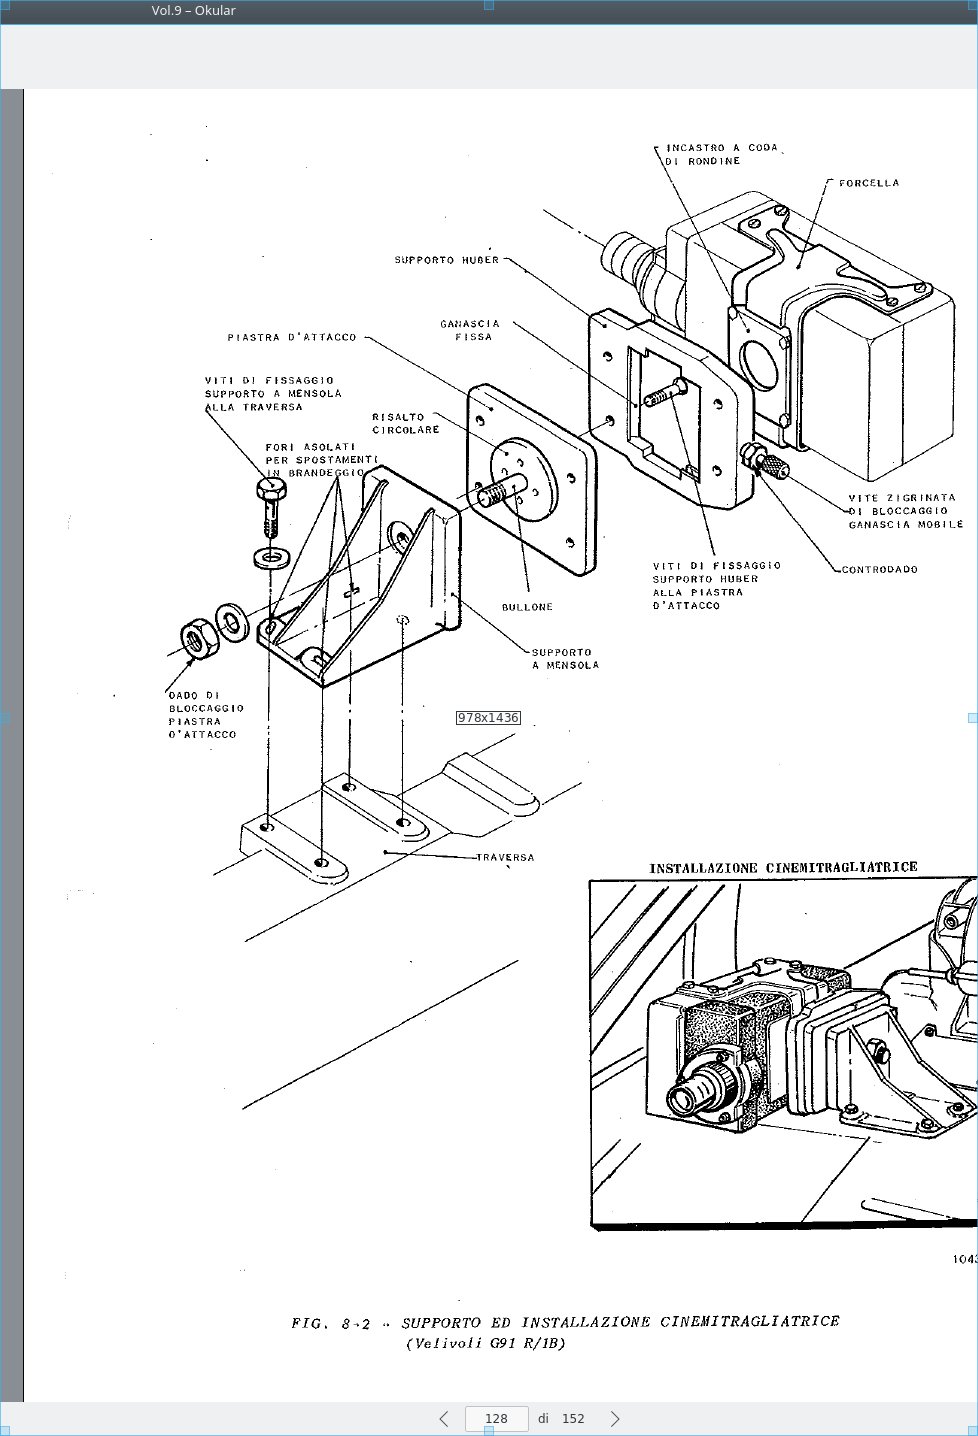 Vol.9 – Okular
INCASTRO A CODA
DI RONDINE
FORCELLA
SUPPORTO HUBER
GANASCIA
FISSA
PIASTRA D'ATTACCO
VITI DI FISSAGGIO
SUPPORTO A MENSOLA
ALLA TRAVERSA
RISALTO
CIRCOLARE
FORI ASOLATI
PER SPOSTAMENTI
IN BRANDEGGIO
VITE ZIGRINATA
DI BLOCCAGGIO
GANASCIA MOBILE
CONTRODADO
VITI DI FISSAGGIO
SUPPORTO HUBER
ALLA PIASTRA
D'ATTACCO
BULLONE
SUPPORTO
A MENSOLA
DADO DI
BLOCCAGGIO
PIASTRA
D'ATTACCO
978x1436
TRAVERSA
INSTALLAZIONE CINEMITRAGLIATRICE
FIG. 8-2 - SUPPORTO ED INSTALLAZIONE CINEMITRAGLIATRICE
(Velivoli G91 R/1B)
128 di 152